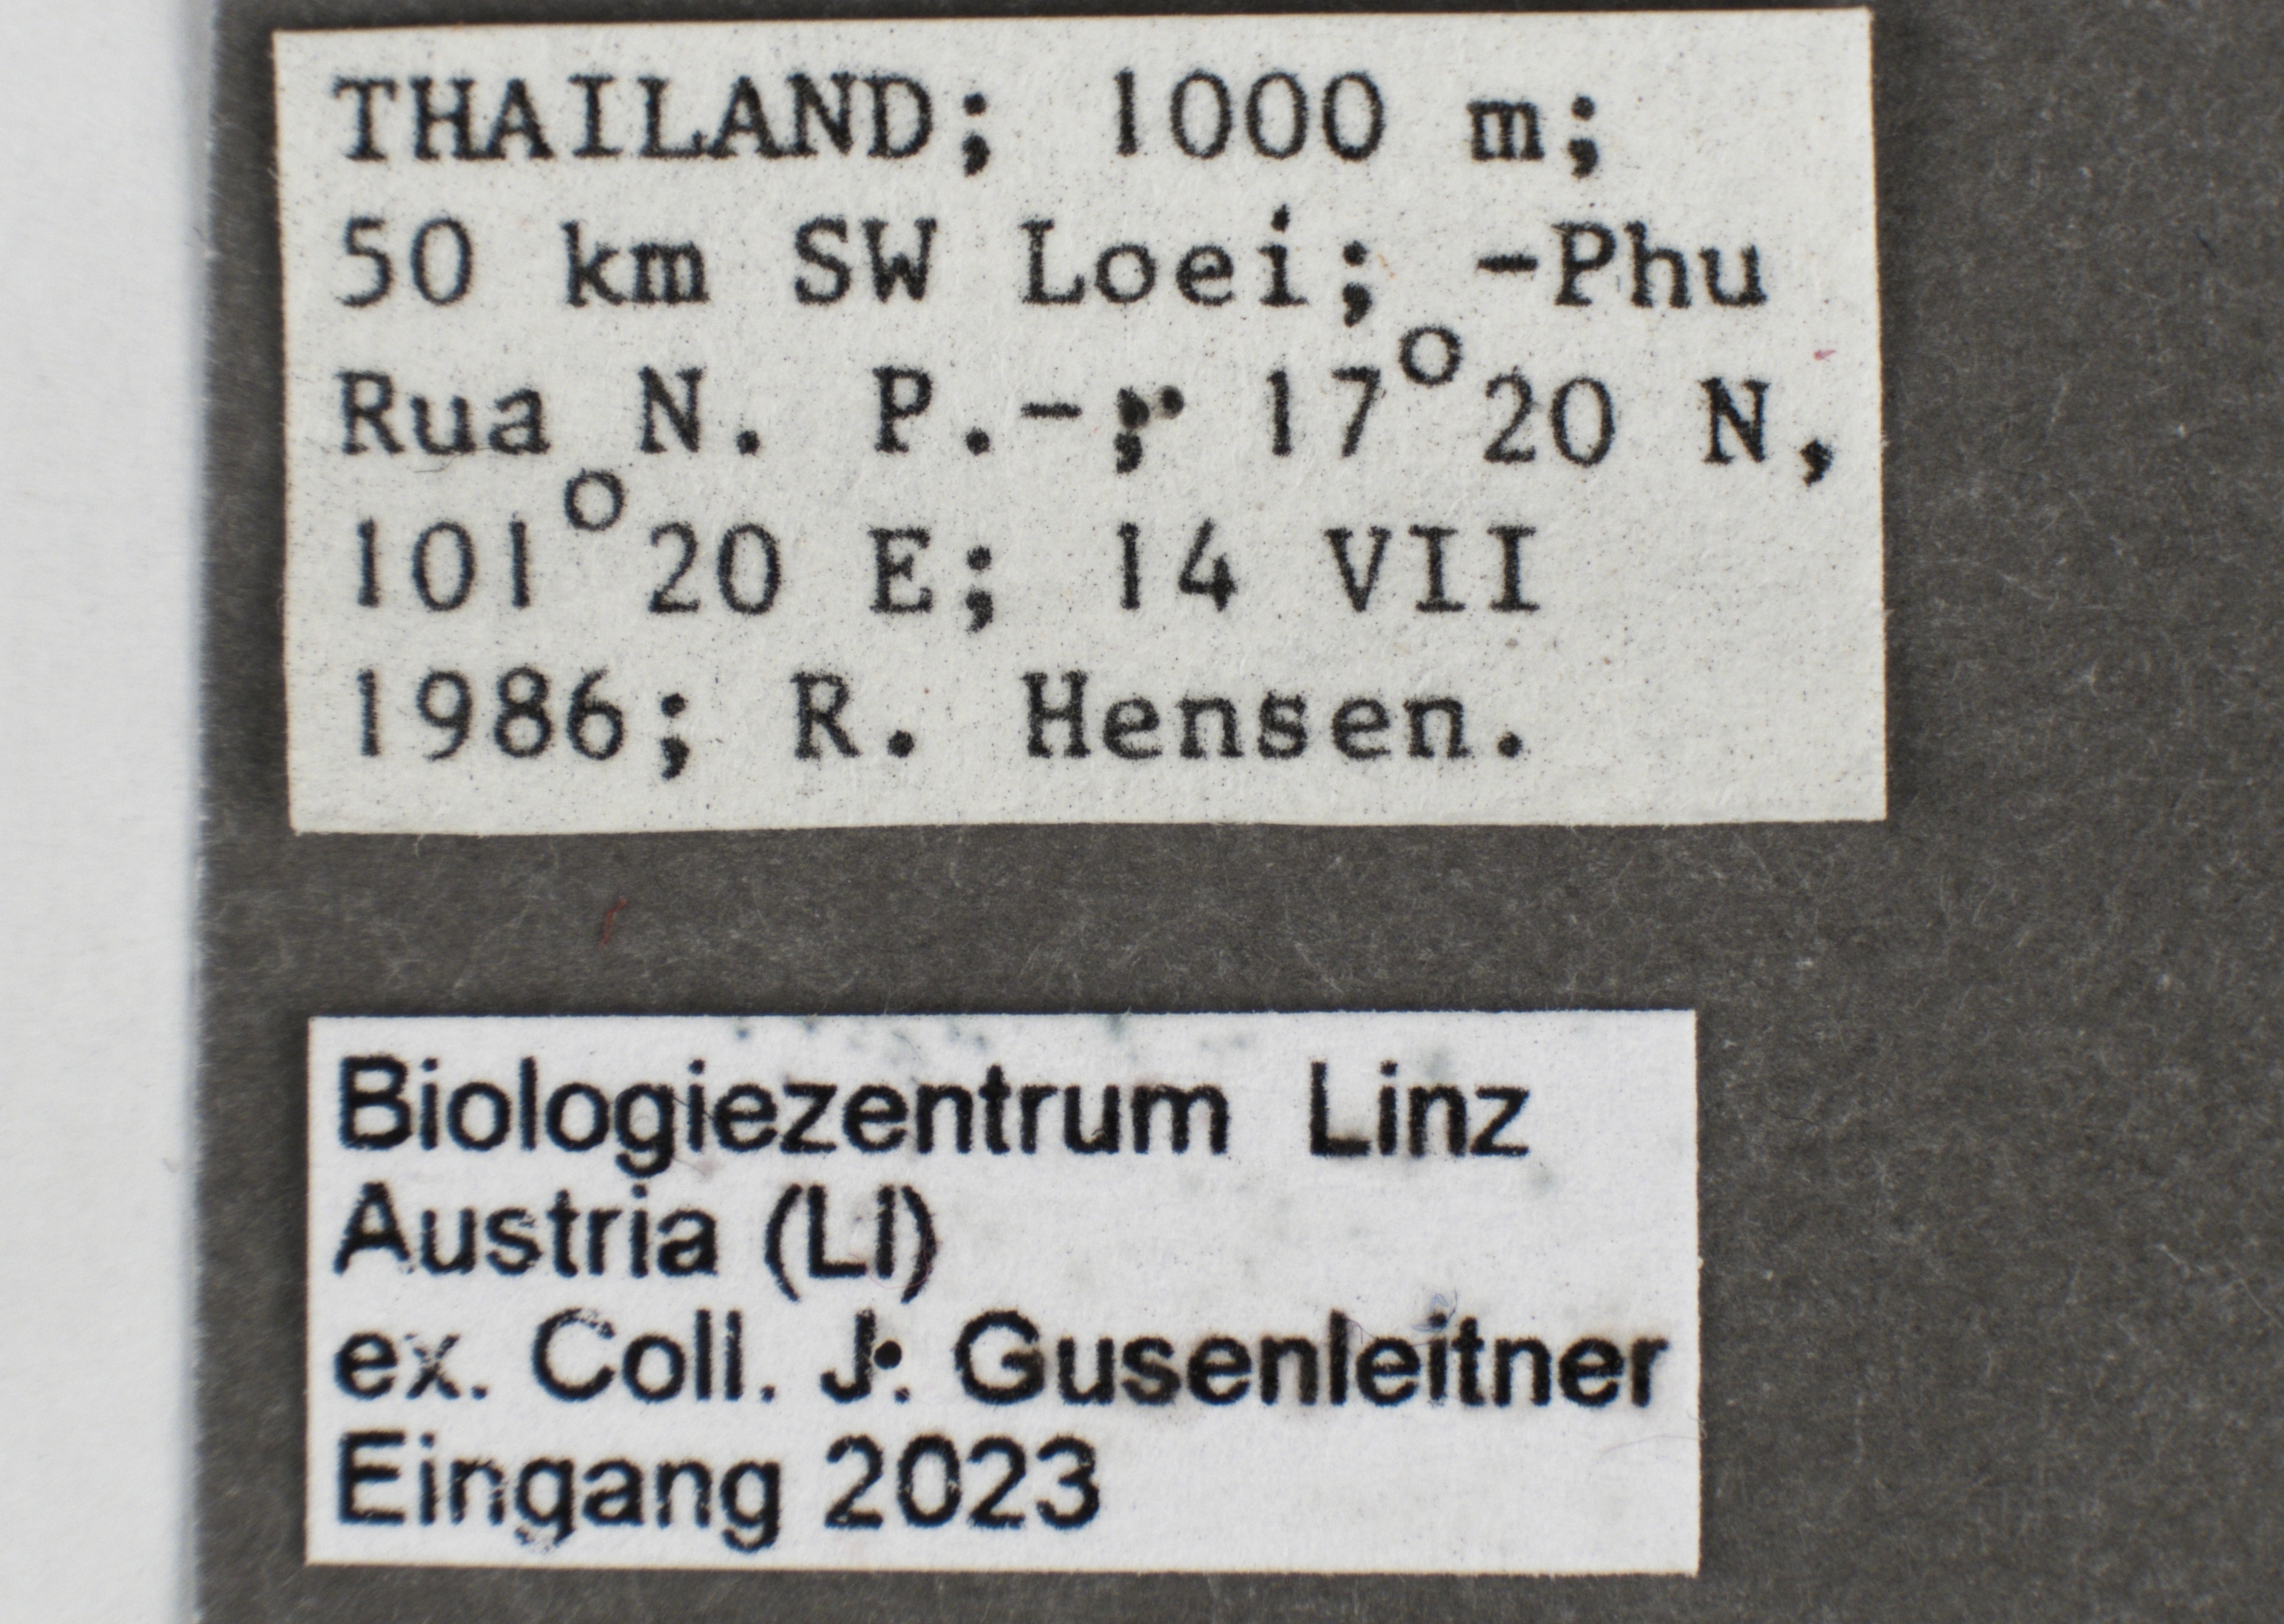 THAILAND; 1000 m;
50 km SW Loei; -Phu
Rua N. P.-; 17°20 N,
101°20 E; 14 VII
1986; R. Hensen.
Biologiezentrum Linz
Austria (LI)
ex. Coll. J. Gusenleitner
Eingang 2023